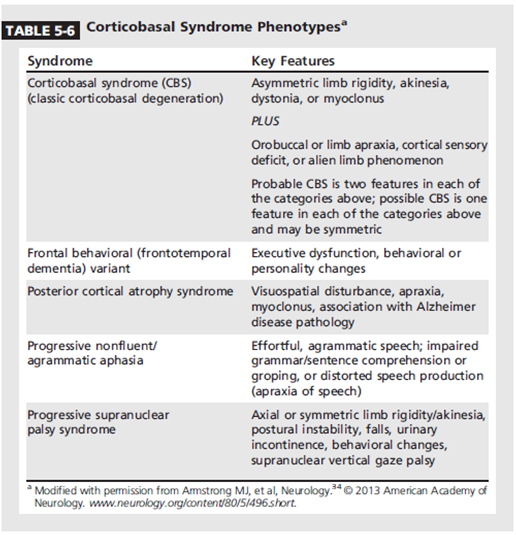 TABLE 5-6 Corticobasal Syndrome Phenotypesᵃ
Syndrome Key Features
Corticobasal syndrome (CBS) Asymmetric limb rigidity, akinesia,
(classic corticobasal degeneration) dystonia, or myoclonus
PLUS
Orobuccal or limb apraxia, cortical sensory
deficit, or alien limb phenomenon
Probable CBS is two features in each of
the categories above; possible CBS is one
feature in each of the categories above
and may be symmetric
Frontal behavioral (frontotemporal Executive dysfunction, behavioral or
dementia) variant personality changes
Posterior cortical atrophy syndrome Visuospatial disturbance, apraxia,
myoclonus, association with Alzheimer
disease pathology
Progressive nonfluent/ Effortful, agrammatic speech; impaired
agrammatic aphasia grammar/sentence comprehension or
groping, or distorted speech production
(apraxia of speech)
Progressive supranuclear Axial or symmetric limb rigidity/akinesia,
palsy syndrome postural instability, falls, urinary
incontinence, behavioral changes,
supranuclear vertical gaze palsy
ᵃ Modified with permission from Armstrong MJ, et al, Neurology.³⁴ © 2013 American Academy of
Neurology. www.neurology.org/content/80/5/496.short.